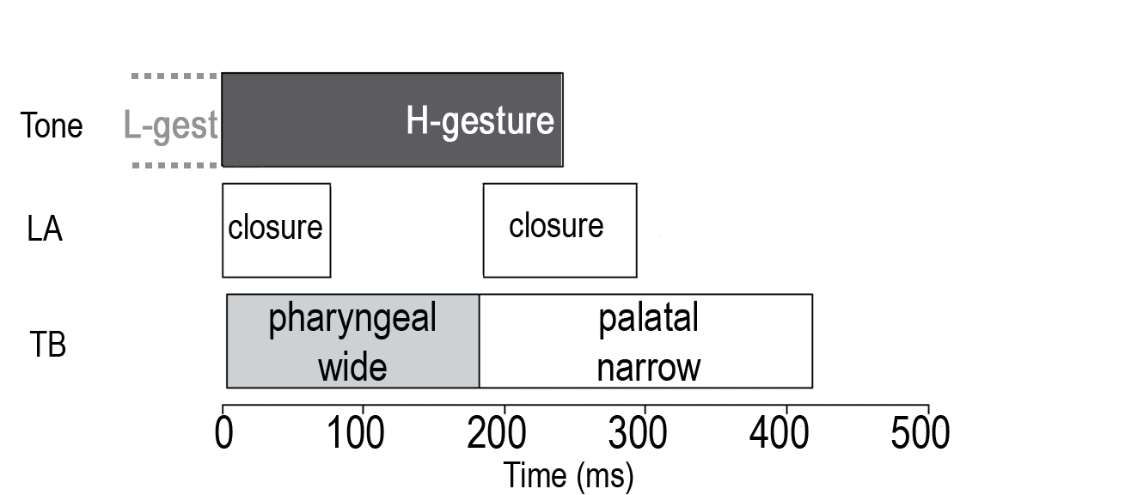 Tone L-gest H-gesture
LA closure closure
TB pharyngeal wide palatal narrow
0 100 200 300 400 500
Time (ms)